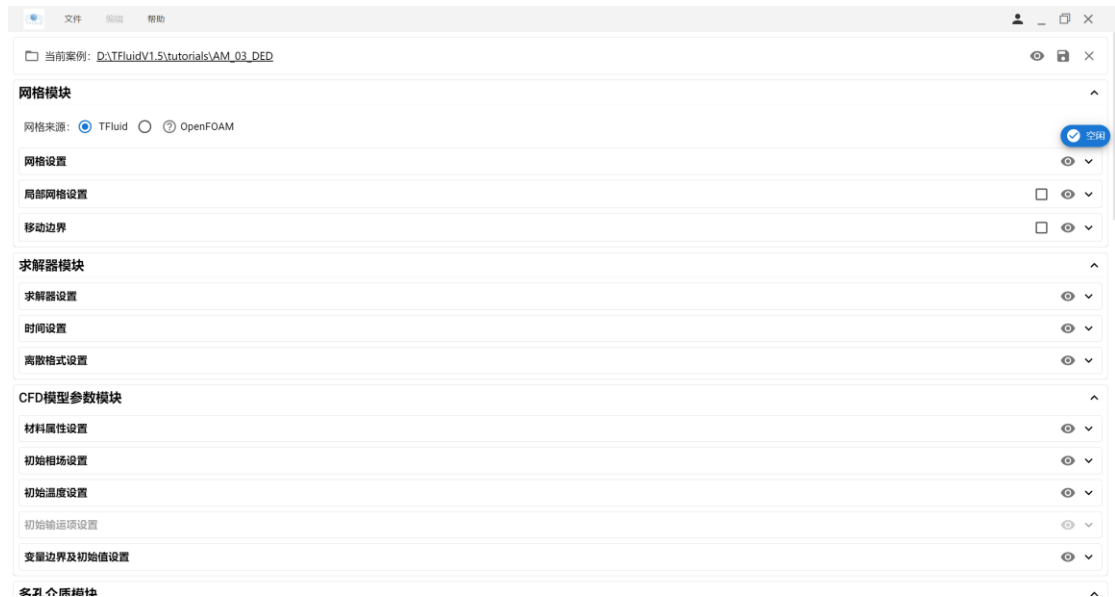 文件 编辑 帮助
当前案例: D:\TFluidV1.5\tutorials\AM_03_DED
网格模块
网格来源: TFluid OpenFOAM
空闲
网格设置
局部网格设置
移动边界
求解器模块
求解器设置
时间设置
离散格式设置
CFD模型参数模块
材料属性设置
初始相场设置
初始温度设置
初始输运项设置
变量边界及初始值设置
多孔介质模块